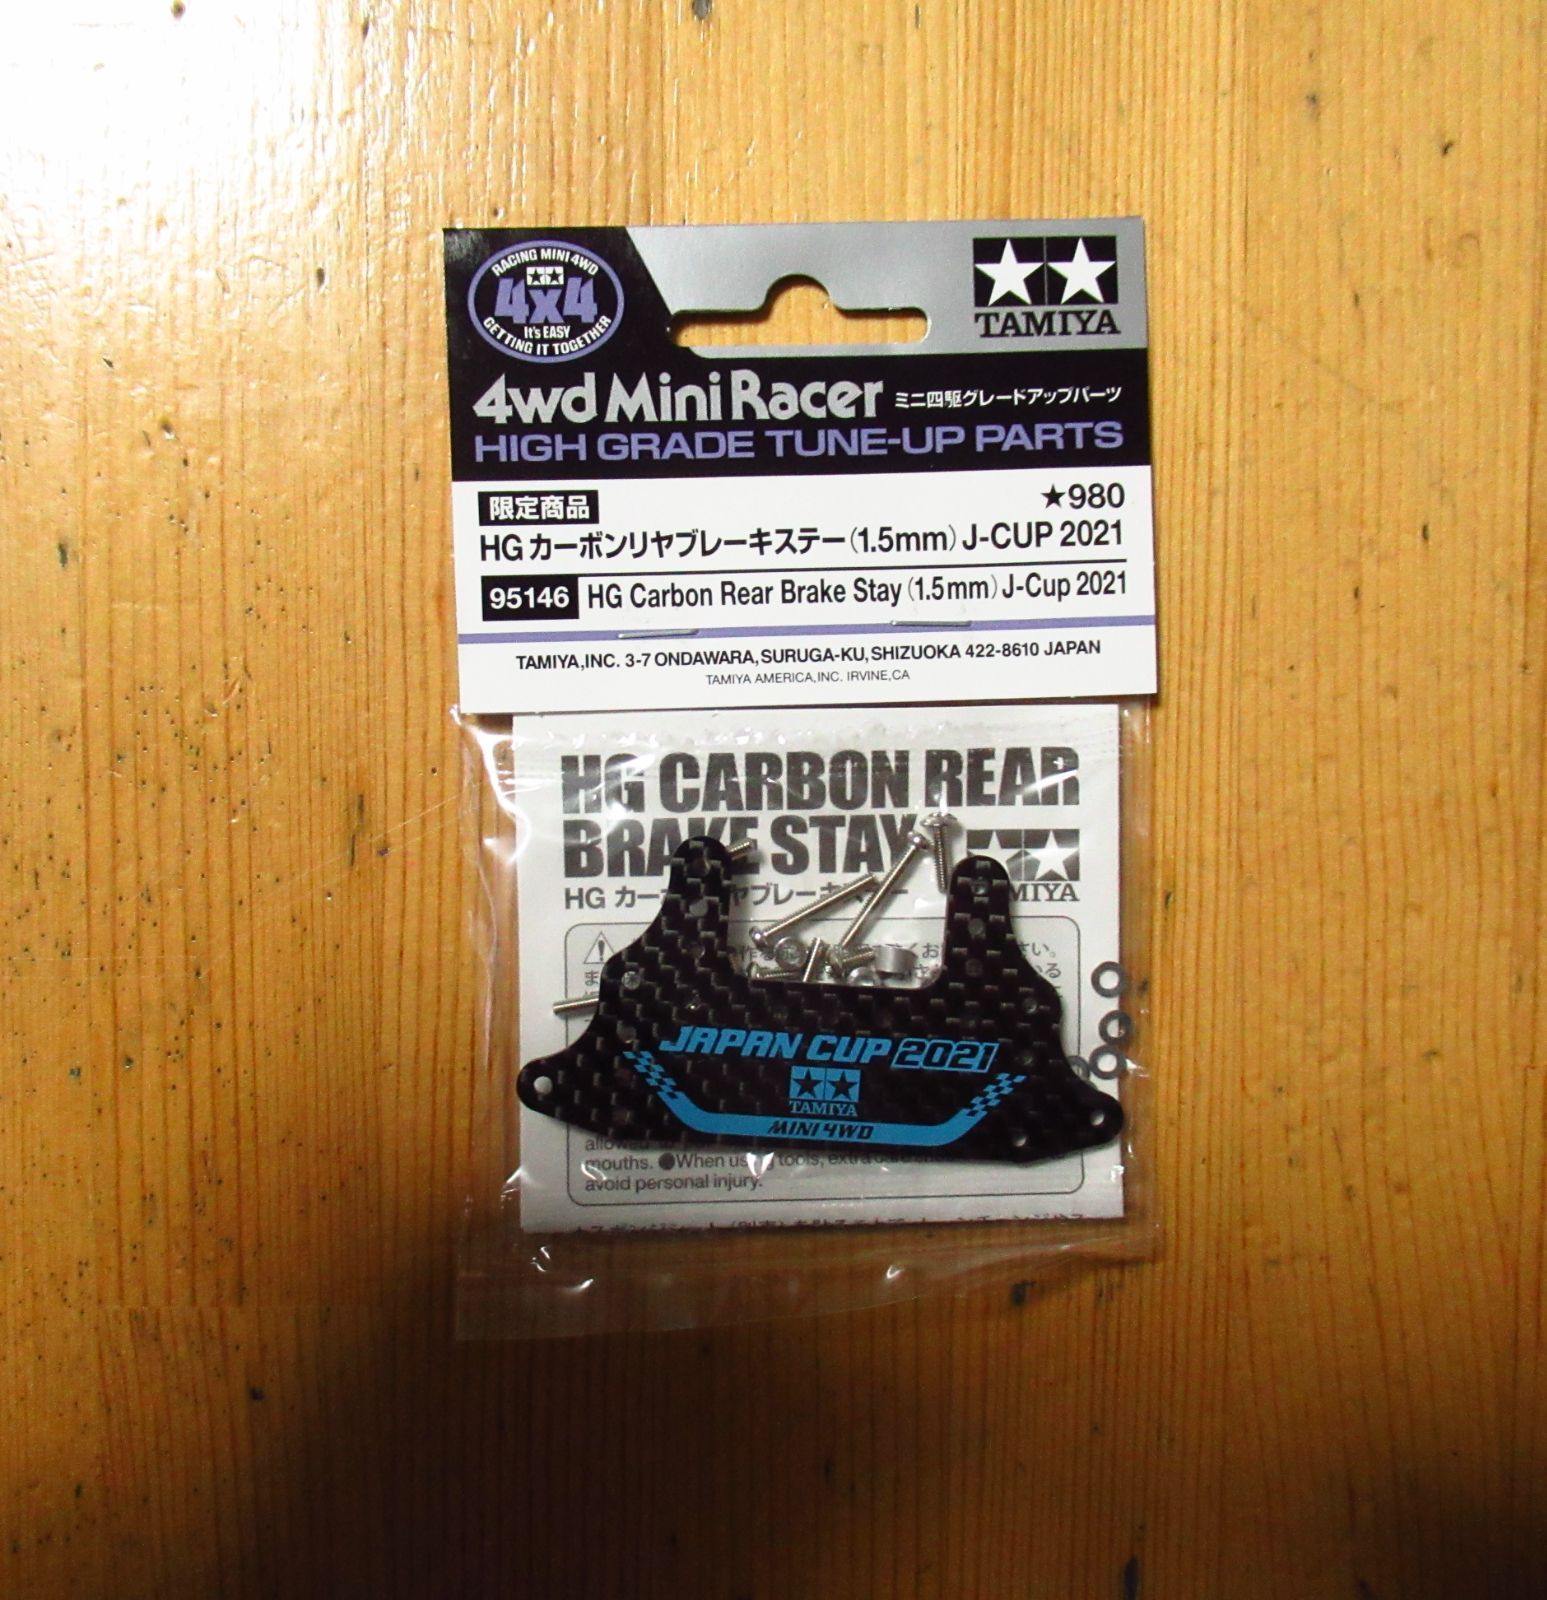 RACING MINI 4WD
4x4
It's EASY
GETTING IT TOGETHER
TAMIYA
4wd Mini Racer ミニ四駆グレードアップパーツ
HIGH GRADE TUNE-UP PARTS
限定商品 ★980
HG カーボンリヤブレーキステー(1.5mm) J-CUP 2021
95146 HG Carbon Rear Brake Stay (1.5mm) J-Cup 2021
TAMIYA,INC. 3-7 ONDAWARA, SURUGA-KU, SHIZUOKA 422-8610 JAPAN
TAMIYA AMERICA, INC. IRVINE, CA
HG CARBON REAR
BRAKE STAY
HG カー
JAPAN CUP 2021
TAMIYA
MINI 4WD
mouths. ●When using tools, extra
avoid personal injury.